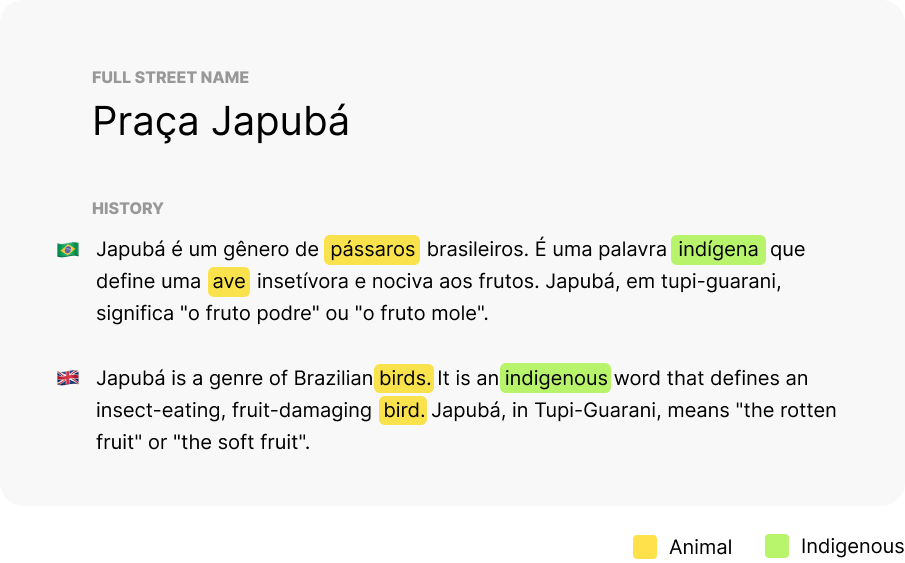 FULL STREET NAME
Praça Japubá
HISTORY
Japubá é um gênero de pássaros brasileiros. É uma palavra indígena que
define uma ave insetívora e nociva aos frutos. Japubá, em tupi-guarani,
significa "o fruto podre" ou "o fruto mole".
Japubá is a genre of Brazilian birds. It is an indigenous word that defines an
insect-eating, fruit-damaging bird. Japubá, in Tupi-Guarani, means "the rotten
fruit" or "the soft fruit".
Animal Indigenous